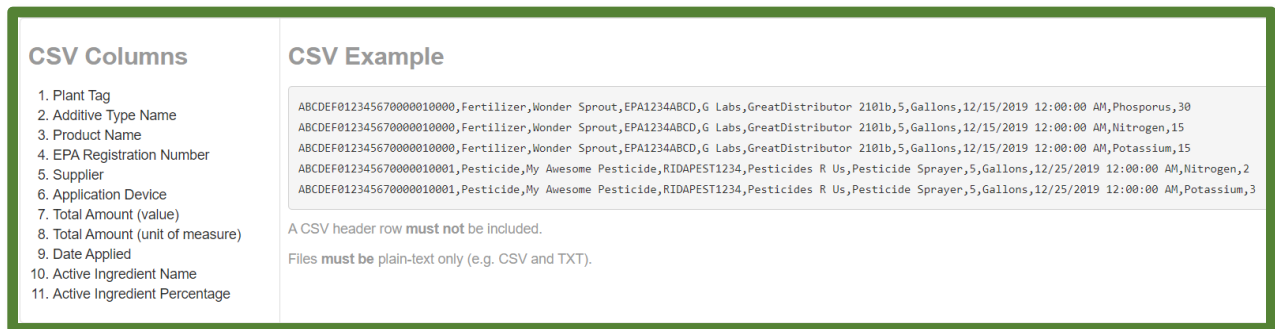 CSV Columns
1. Plant Tag
2. Additive Type Name
3. Product Name
4. EPA Registration Number
5. Supplier
6. Application Device
7. Total Amount (value)
8. Total Amount (unit of measure)
9. Date Applied
10. Active Ingredient Name
11. Active Ingredient Percentage
CSV Example
ABCDEF012345670000010000,Fertilizer,Wonder Sprout,EPA1234ABCD,G Labs,GreatDistributor 210lb,5,Gallons,12/15/2019 12:00:00 AM,Phosporus,30
ABCDEF012345670000010000,Fertilizer,Wonder Sprout,EPA1234ABCD,G Labs,GreatDistributor 210lb,5,Gallons,12/15/2019 12:00:00 AM,Nitrogen,15
ABCDEF012345670000010000,Fertilizer,Wonder Sprout,EPA1234ABCD,G Labs,GreatDistributor 210lb,5,Gallons,12/15/2019 12:00:00 AM,Potassium,15
ABCDEF012345670000010001,Pesticide,My Awesome Pesticide,RIDAPEST1234,Pesticides R Us,Pesticide Sprayer,5,Gallons,12/25/2019 12:00:00 AM,Nitrogen,2
ABCDEF012345670000010001,Pesticide,My Awesome Pesticide,RIDAPEST1234,Pesticides R Us,Pesticide Sprayer,5,Gallons,12/25/2019 12:00:00 AM,Potassium,3
A CSV header row must not be included.
Files must be plain-text only (e.g. CSV and TXT).